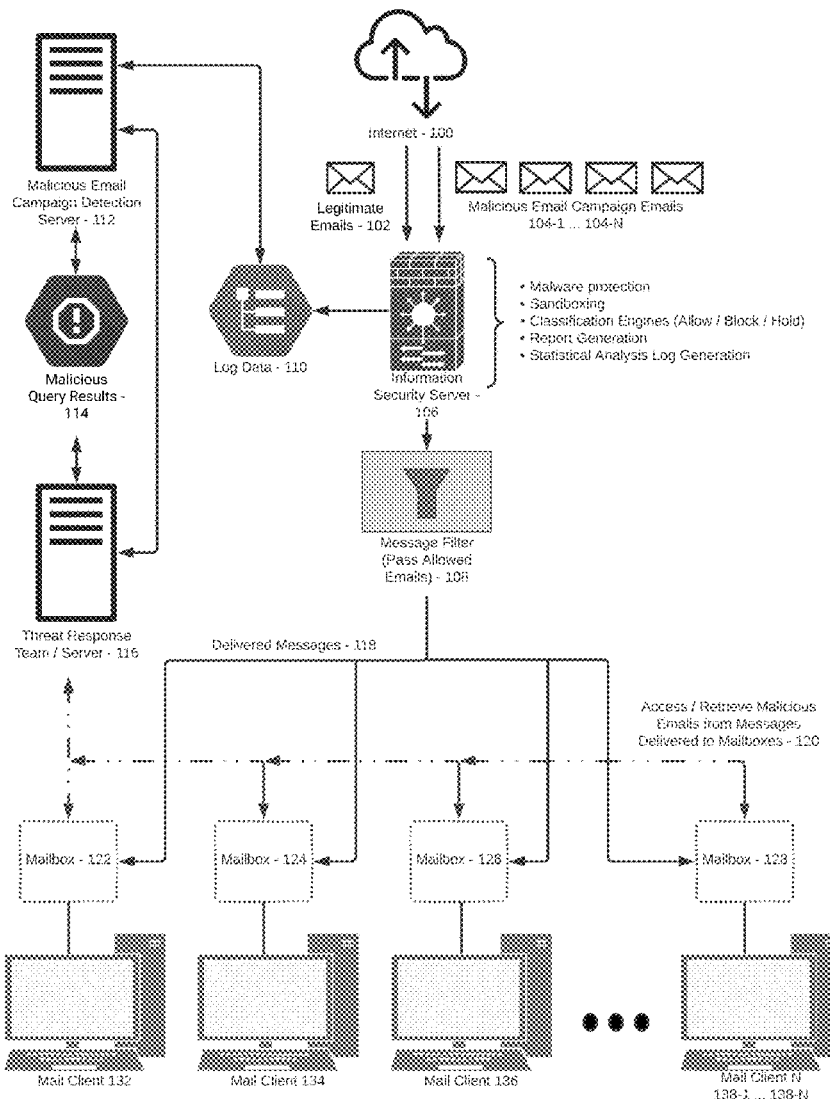 Internet - 100
Malicious Email
Campaign Detection
Server - 112
Legitimate
Emails - 102
Malicious Email Campaign Emails
104-1 ... 104-N
• Malware protection
• Sandboxing
• Classification Engines (Allow / Block / Hold)
• Report Generation
• Statistical Analysis Log Generation
Log Data - 110
Information
Security Server -
106
Malicious
Query Results -
114
Message Filter
(Pass Allowed
Emails) - 108
Threat Response
Team / Server - 116
Delivered Messages - 118
Access / Retrieve Malicious
Emails from Messages
Delivered to Mailboxes - 120
Mailbox - 122
Mailbox - 124
Mailbox - 126
Mailbox - 128
Mail Client 132
Mail Client 134
Mail Client 136
Mail Client N
138-1 ... 138-N